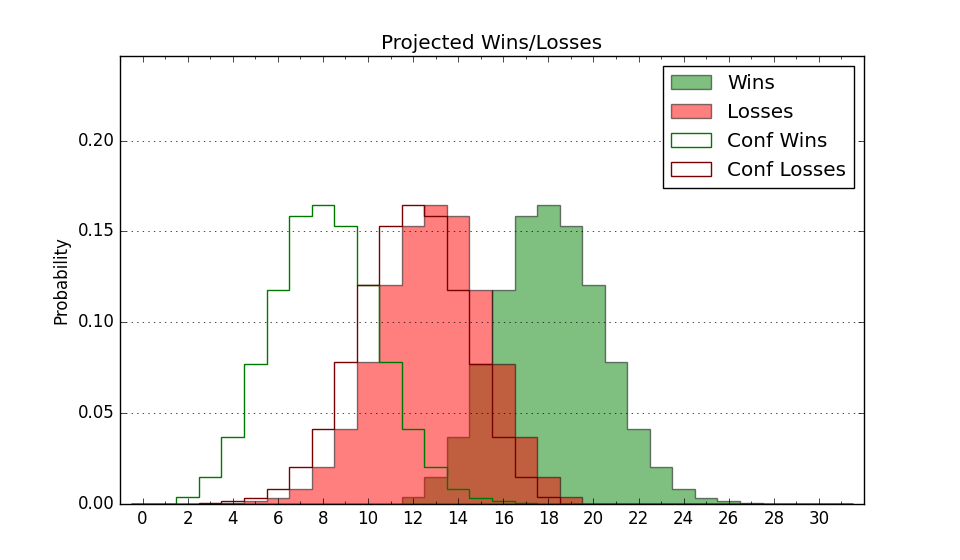 Projected Wins/Losses
Wins
Losses
Conf Wins
Conf Losses
Probability
0.20
0.15
0.10
0.05
0.00
0 2 4 6 8 10 12 14 16 18 20 22 24 26 28 30